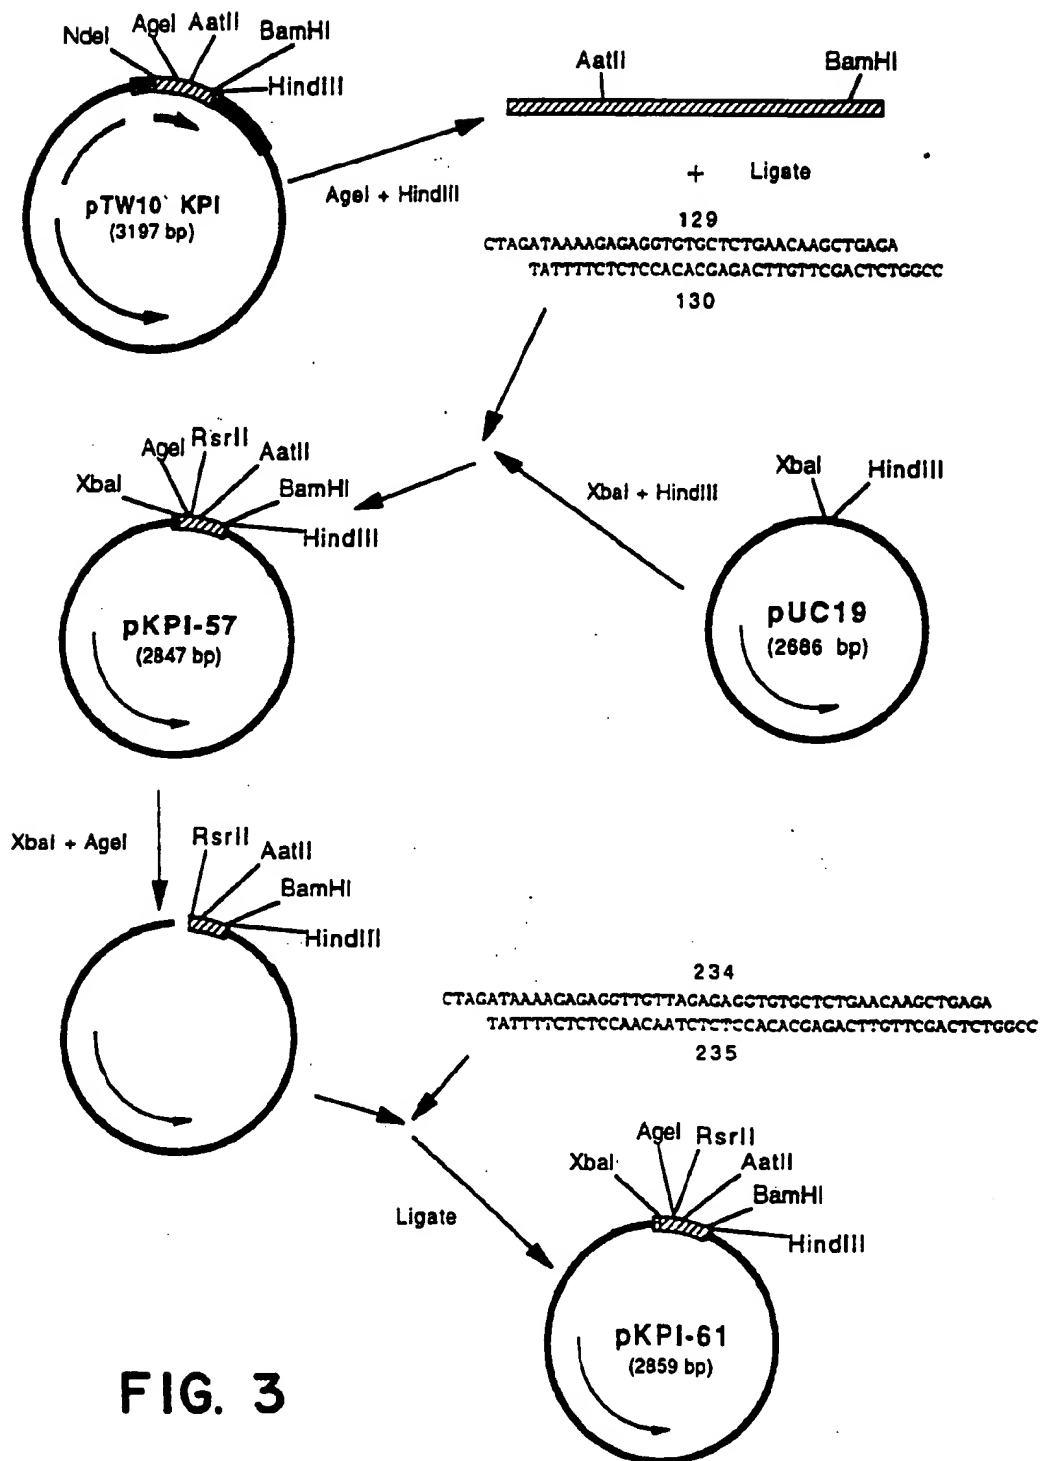 NdeI
AgeI
AatII
BamHI
HindIII
pTW10` KPI
(3197 bp)
AgeI + HindIII
AatII
BamHI
+ Ligate
129
CTAGATAAAAGAGAGGTGTGCTCTGAACAAGCTGAGA
TATTTTCTCTCCACACGAGACTTGTTCGACTCTGGCC
130
XbaI
AgeI
RsrII
AatII
BamHI
HindIII
pKPI-57
(2847 bp)
XbaI + HindIII
XbaI
HindIII
pUC19
(2686 bp)
XbaI + AgeI
RsrII
AatII
BamHI
HindIII
234
CTAGATAAAAGAGAGGTTGTTAGAGAGGTGTGCTCTGAACAAGCTGAGA
TATTTTCTCTCCAACAATCTCTCCACACGAGACTTGTTCGACTCTGGCC
235
Ligate
XbaI
AgeI
RsrII
AatII
BamHI
HindIII
pKPI-61
(2859 bp)
FIG. 3